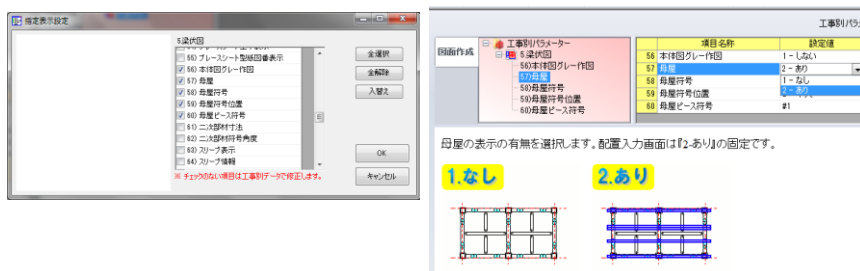 指定表示設定
5.梁伏図
55) ブレースシート型紙図番表示
56) 本体図グレー作図
57) 母屋
58) 母屋符号
59) 母屋符号位置
60) 母屋ピース符号
61) 二次部材寸法
62) 二次部材符号角度
63) スリーブ表示
64) スリーブ情報
※ チェックのない項目は工事別データで修正します。
全選択
全解除
入替え
OK
キャンセル
工事別パラ
図面作成
工事別パラメーター
5.梁伏図
56)本体図グレー作図
57)母屋
58)母屋符号
59)母屋符号位置
60)母屋ピース符号
項目名称 設定値
56 本体図グレー作図 1 - しない
57 母屋 2 - あり
58 母屋符号 1 - なし
59 母屋符号位置 2 - あり
60 母屋ピース符号 #1
母屋の表示の有無を選択します。配置入力画面は『2-あり』の固定です。
1.なし 2.あり